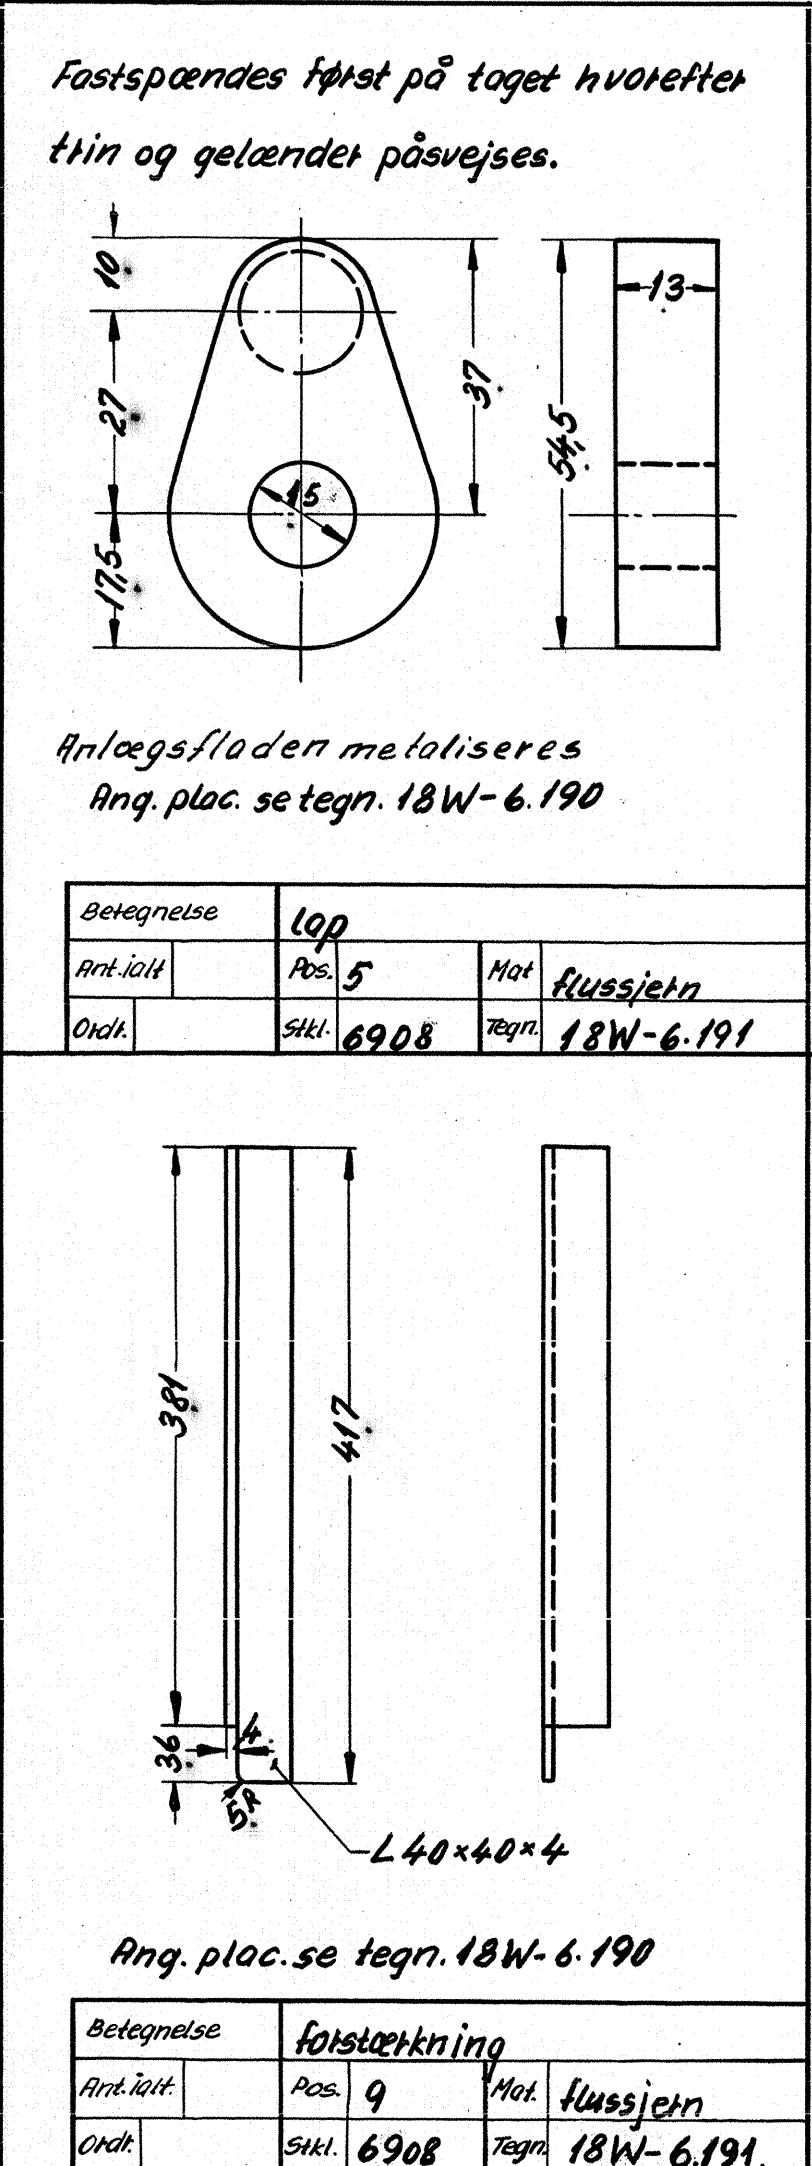 Fastspændes først på taget hvorefter
trin og gelænder påsvejses.
10
27
17,5
15
37
54,5
13
Anlægsfladen metaliseres
Ang. plac. se tegn. 18W-6.190
Betegnelse lap
Ant.ialt Pos. 5 Mat flussjern
Ordr. Stkl. 6908 Tegn. 18W-6.191
381
417
36
4
5R
L 40×40×4
Ang. plac. se tegn. 18W-6.190
Betegnelse forstærkning
Ant.ialt. Pos. 9 Mat. flussjern
Ordr. Stkl. 6908 Tegn. 18W-6.191.